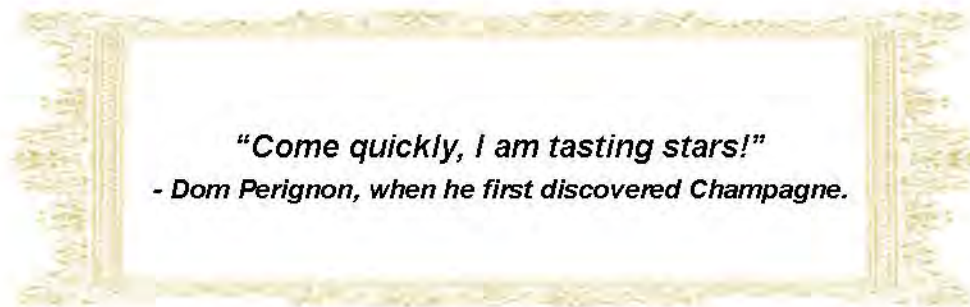 “Come quickly, I am tasting stars!”
- Dom Perignon, when he first discovered Champagne.